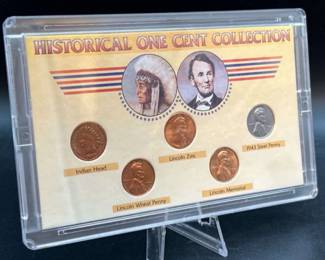 HISTORICAL ONE CENT COLLECTION
Indian Head
Lincoln Zinc
1943 Steel Penny
Lincoln Wheat Penny
Lincoln Memorial